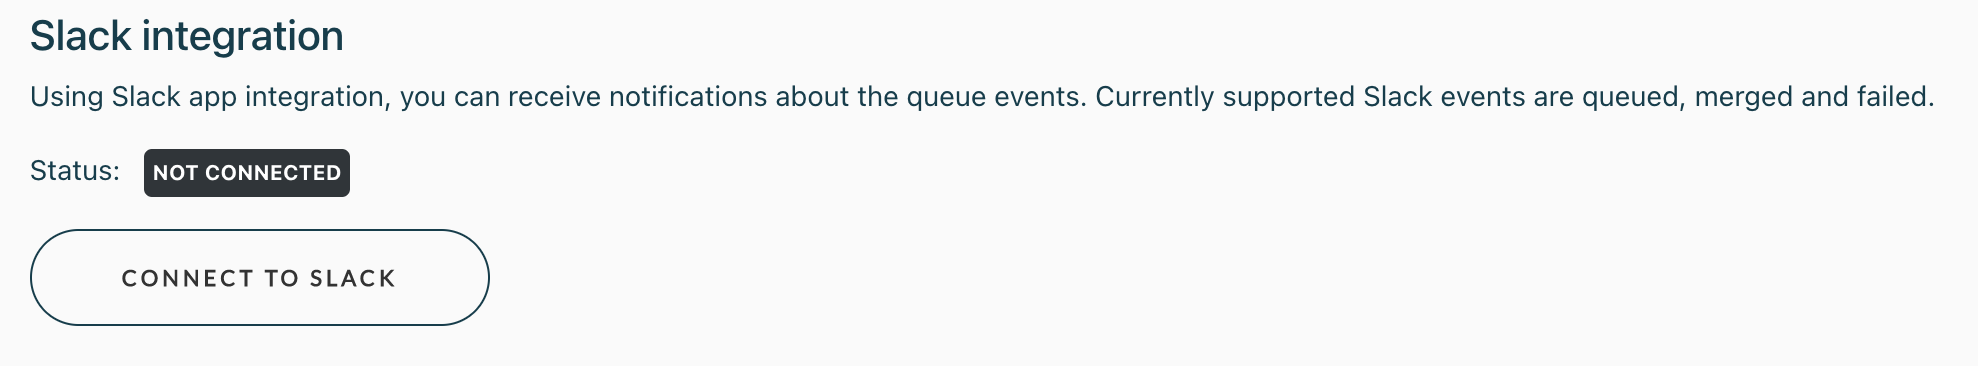 Slack integration
Using Slack app integration, you can receive notifications about the queue events. Currently supported Slack events are queued, merged and failed.
Status: NOT CONNECTED
CONNECT TO SLACK